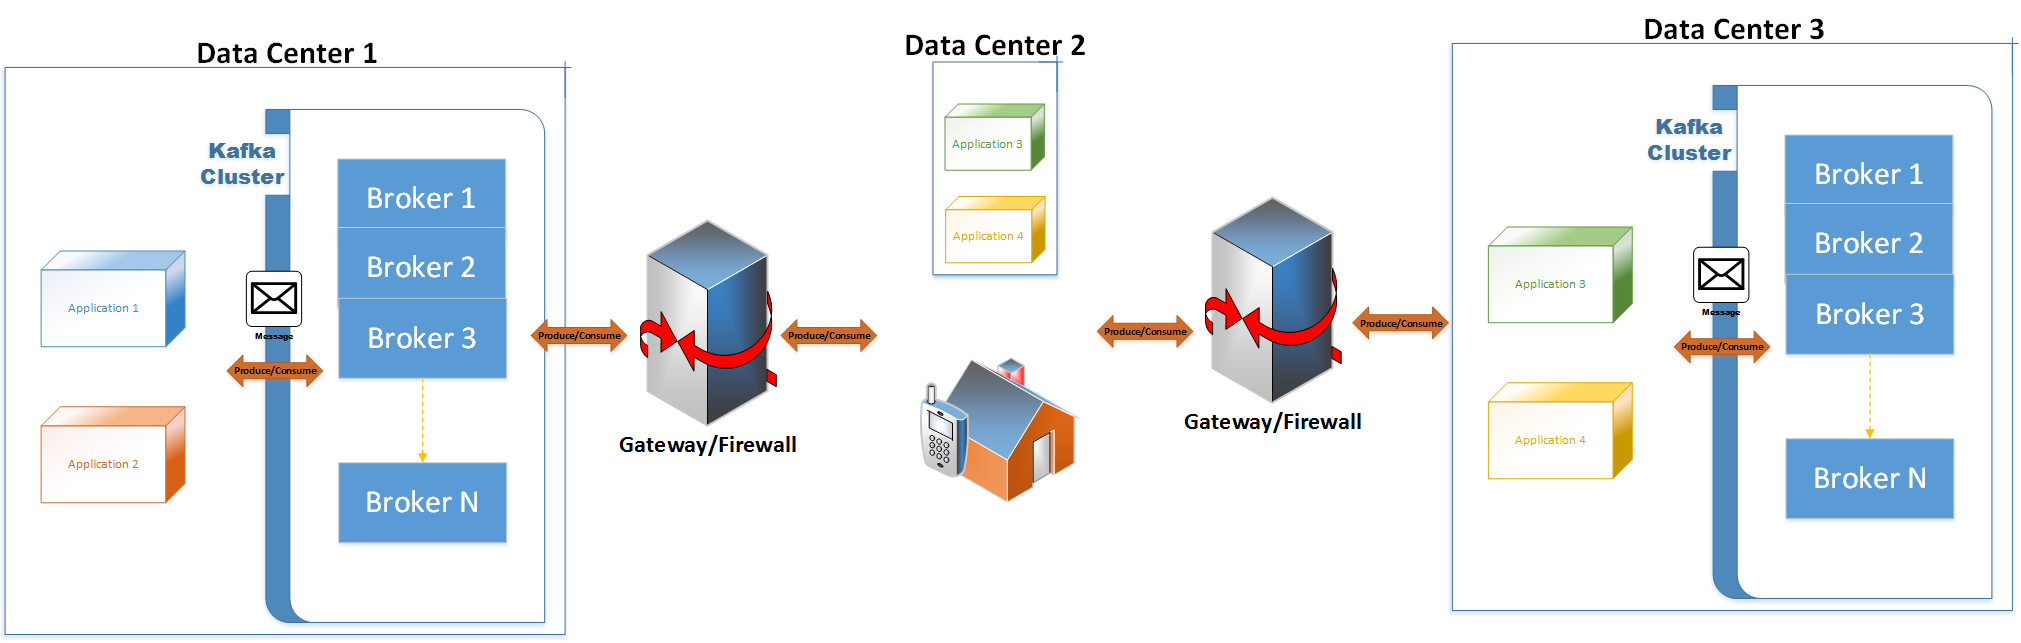 Data Center 1
Kafka
Cluster
Broker 1
Broker 2
Broker 3
Broker N
Application 1
Application 2
Message
Produce/Consume
Produce/Consume
Gateway/Firewall
Produce/Consume
Data Center 2
Application 3
Application 4
Produce/Consume
Gateway/Firewall
Produce/Consume
Data Center 3
Kafka
Cluster
Broker 1
Broker 2
Broker 3
Broker N
Application 3
Application 4
Message
Produce/Consume